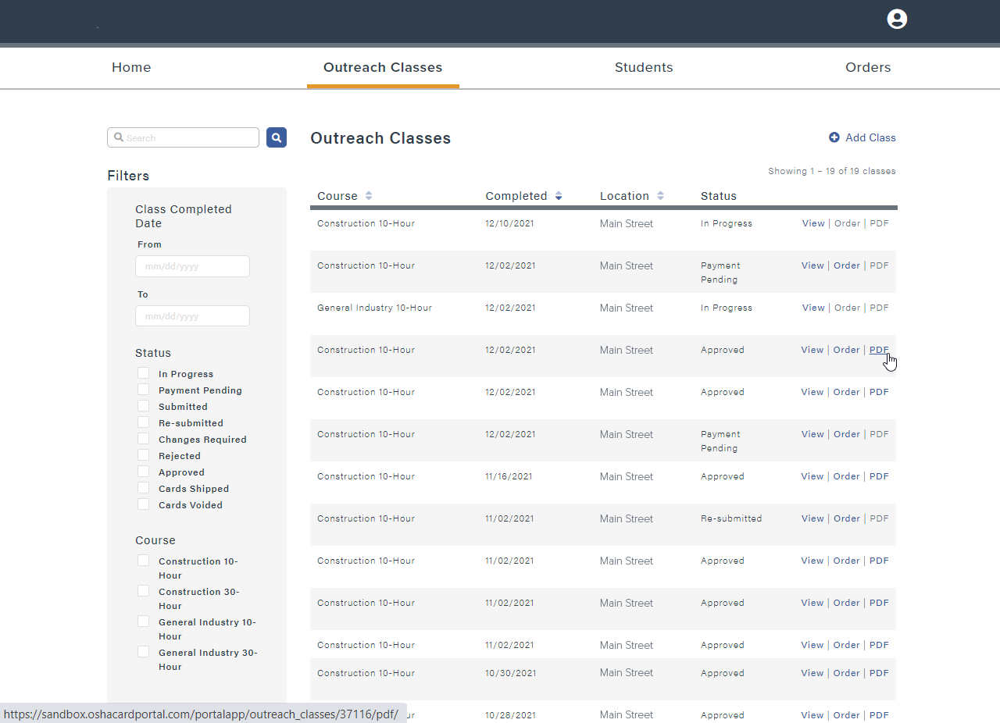 Home Outreach Classes Students Orders
Search
Outreach Classes
Add Class
Showing 1 – 19 of 19 classes
Filters
Class Completed
Date
From
mm/dd/yyyy
To
mm/dd/yyyy
Status
In Progress
Payment Pending
Submitted
Re-submitted
Changes Required
Rejected
Approved
Cards Shipped
Cards Voided
Course
Construction 10-
Hour
Construction 30-
Hour
General Industry 10-
Hour
General Industry 30-
Hour
Course Completed Location Status
Construction 10-Hour 12/10/2021 Main Street In Progress View | Order | PDF
Construction 10-Hour 12/02/2021 Main Street Payment View | Order | PDF
Pending
General Industry 10-Hour 12/02/2021 Main Street In Progress View | Order | PDF
Construction 10-Hour 12/02/2021 Main Street Approved View | Order | PDF
Construction 10-Hour 12/02/2021 Main Street Approved View | Order | PDF
Construction 10-Hour 12/02/2021 Main Street Payment View | Order | PDF
Pending
Construction 10-Hour 11/16/2021 Main Street Approved View | Order | PDF
Construction 10-Hour 11/02/2021 Main Street Re-submitted View | Order | PDF
Construction 10-Hour 11/02/2021 Main Street Approved View | Order | PDF
Construction 10-Hour 11/02/2021 Main Street Approved View | Order | PDF
Construction 10-Hour 11/02/2021 Main Street Approved View | Order | PDF
Construction 10-Hour 10/30/2021 Main Street Approved View | Order | PDF
10/28/2021 Main Street Approved View | Order | PDF
https://sandbox.oshacardportal.com/portalapp/outreach_classes/37116/pdf/